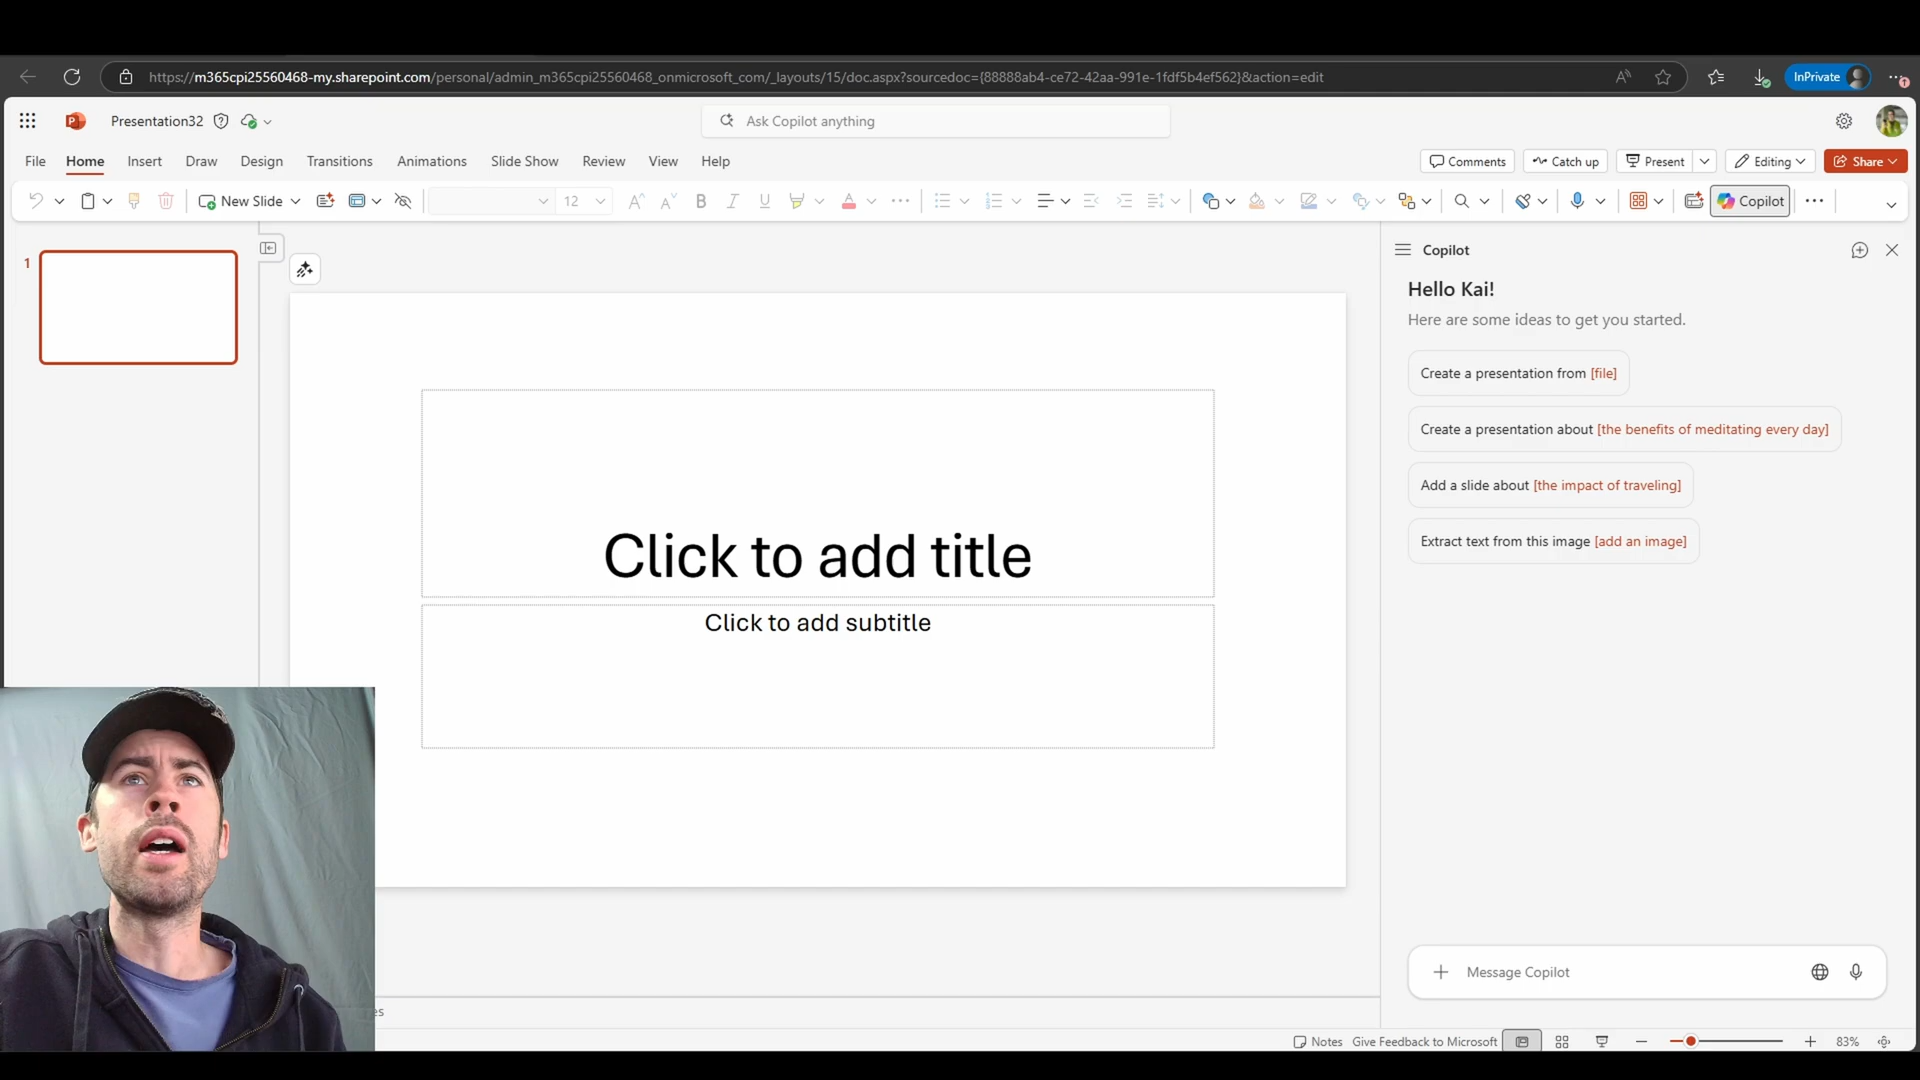 https://m365cpi25560468-my.sharepoint.com/personal/admin_m365cpi25560468_onmicrosoft_com/_layouts/15/doc.aspx?sourcedoc={88888ab4-ce72-42aa-991e-1fdf5b4ef562}&action=edit
InPrivate
Presentation32
Ask Copilot anything
File Home Insert Draw Design Transitions Animations Slide Show Review View Help
Comments Catch up Present Editing Share
New Slide 12 Copilot
1
Click to add title
Click to add subtitle
Copilot
Hello Kai!
Here are some ideas to get you started.
Create a presentation from [file]
Create a presentation about [the benefits of meditating every day]
Add a slide about [the impact of traveling]
Extract text from this image [add an image]
Message Copilot
Notes Give Feedback to Microsoft 83%